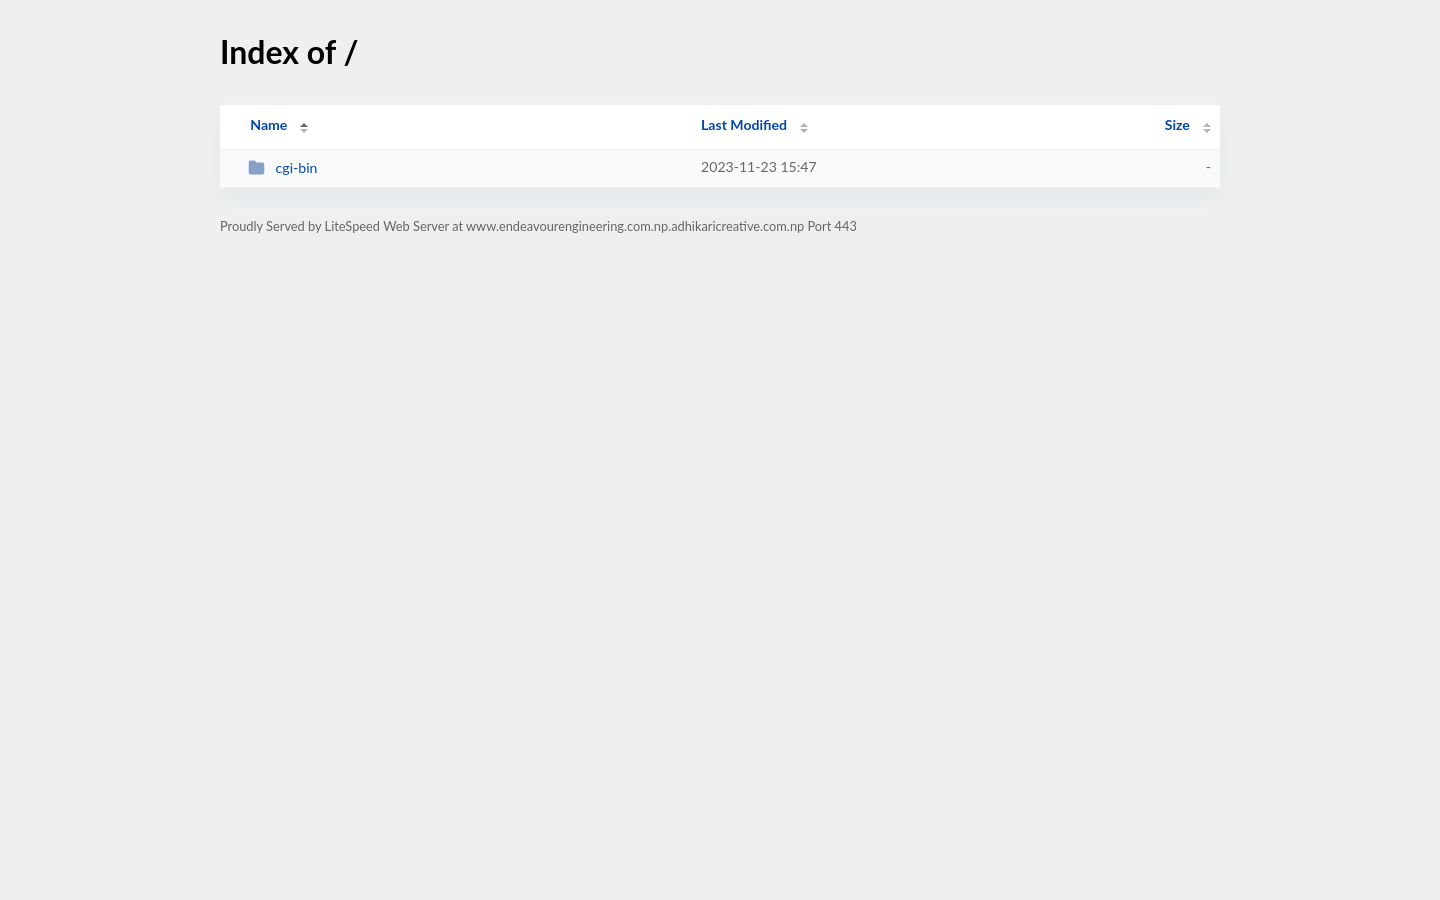 Index of /
Name Last Modified Size
cgi-bin 2023-11-23 15:47 -
Proudly Served by LiteSpeed Web Server at www.endeavourengineering.com.np.adhikaricreative.com.np Port 443